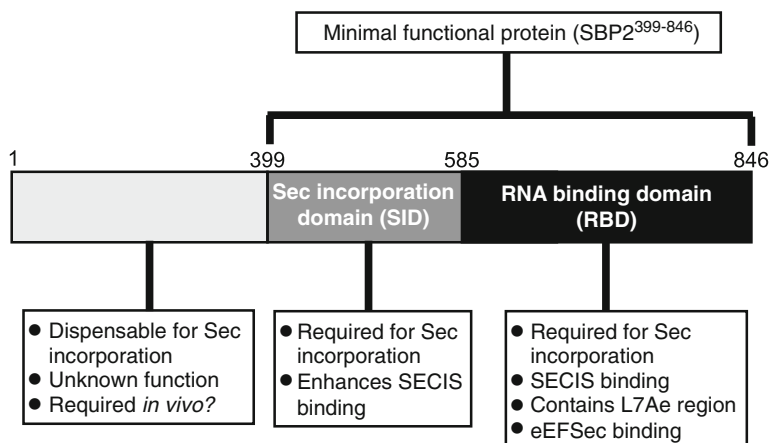 Minimal functional protein (SBP2399-846)
1 399 585 846
Sec incorporation
domain (SID)
RNA binding domain
(RBD)
● Dispensable for Sec
incorporation
● Unknown function
● Required in vivo?
● Required for Sec
incorporation
● Enhances SECIS
binding
● Required for Sec
incorporation
● SECIS binding
● Contains L7Ae region
● eEFSec binding